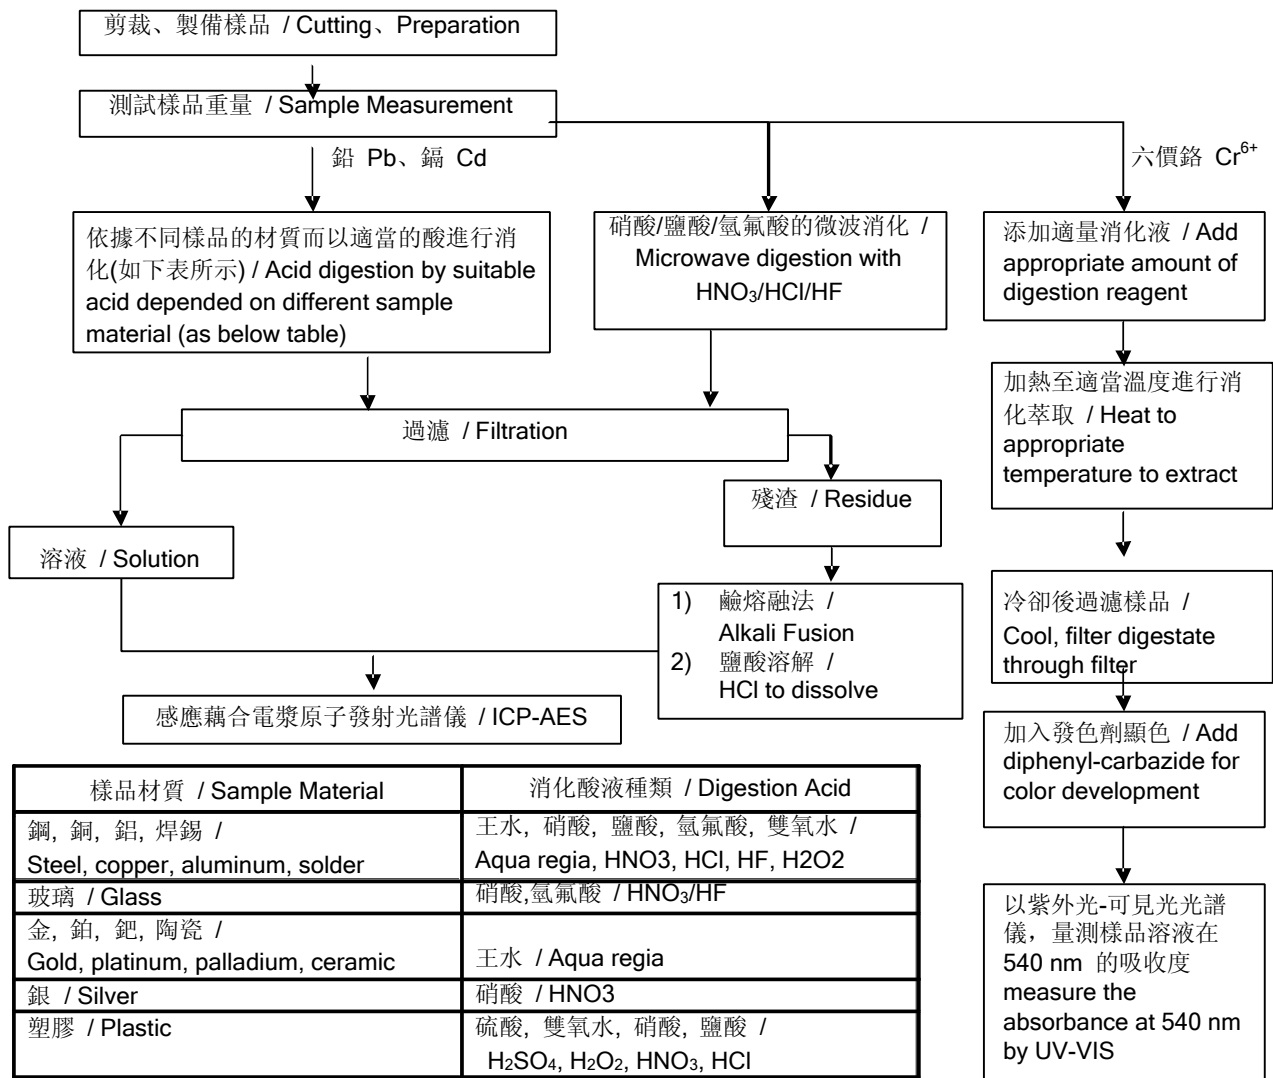 剪裁、製備樣品 / Cutting、Preparation
測試樣品重量 / Sample Measurement
鉛 Pb、鎘 Cd
六價鉻 Cr6+
依據不同樣品的材質而以適當的酸進行消
化(如下表所示) / Acid digestion by suitable
acid depended on different sample
material (as below table)
硝酸/鹽酸/氫氟酸的微波消化 /
Microwave digestion with
HNO3/HCl/HF
添加適量消化液 / Add
appropriate amount of
digestion reagent
加熱至適當溫度進行消
化萃取 / Heat to
appropriate
temperature to extract
過濾 / Filtration
殘渣 / Residue
溶液 / Solution
1) 鹼熔融法 /
Alkali Fusion
2) 鹽酸溶解 /
HCl to dissolve
冷卻後過濾樣品 /
Cool, filter digestate
through filter
感應藕合電漿原子發射光譜儀 / ICP-AES
加入發色劑顯色 / Add
diphenyl-carbazide for
color development
以紫外光-可見光光譜
儀，量測樣品溶液在
540 nm 的吸收度
measure the
absorbance at 540 nm
by UV-VIS
樣品材質 / Sample Material
消化酸液種類 / Digestion Acid
鋼, 銅, 鋁, 焊錫 /
Steel, copper, aluminum, solder
王水, 硝酸, 鹽酸, 氫氟酸, 雙氧水 /
Aqua regia, HNO3, HCl, HF, H2O2
玻璃 / Glass
硝酸,氫氟酸 / HNO3/HF
金, 鉑, 鈀, 陶瓷 /
Gold, platinum, palladium, ceramic
王水 / Aqua regia
銀 / Silver
硝酸 / HNO3
塑膠 / Plastic
硫酸, 雙氧水, 硝酸, 鹽酸 /
H2SO4, H2O2, HNO3, HCl